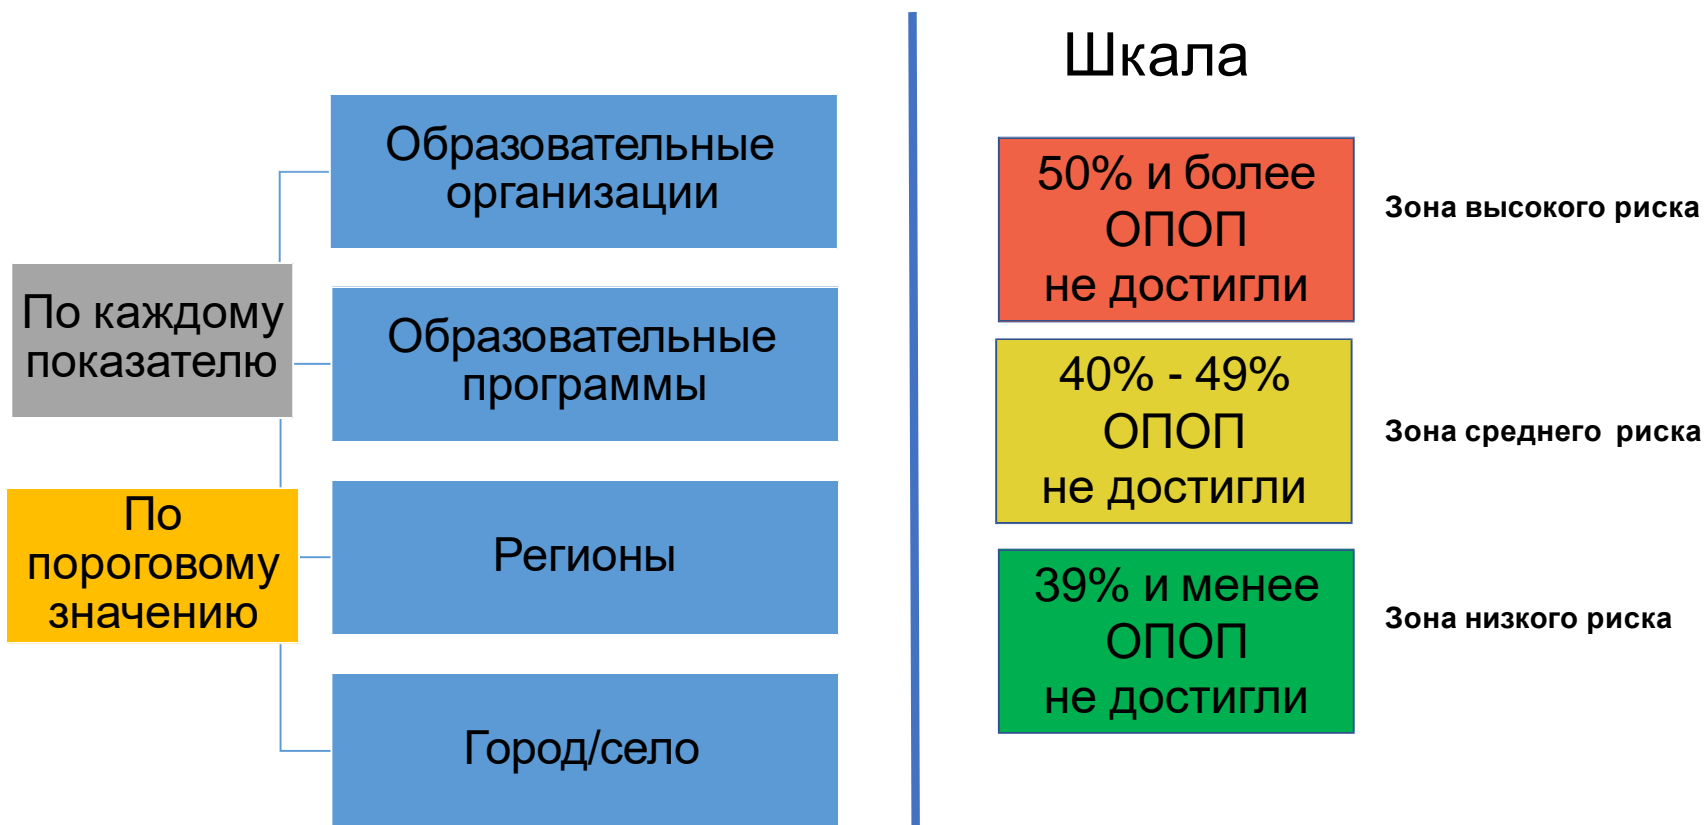 По каждому
показателю
По
пороговому
значению
Образовательные
организации
Образовательные
программы
Регионы
Город/село
Шкала
50% и более
ОПОП
не достигли
Зона высокого риска
40% - 49%
ОПОП
не достигли
Зона среднего  риска
39% и менее
ОПОП
не достигли
Зона низкого риска